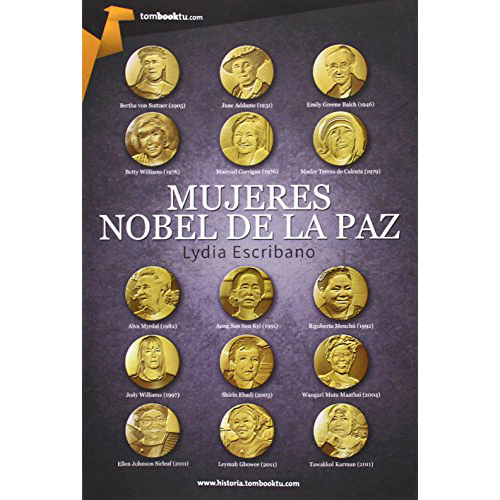 tombooktu.com
Bertha von Suttner (1905)
June Addams (1931)
Emily Greene Balch (1946)
Betty Williams (1976)
Mairead Corrigan (1976)
Madre Teresa de Calcuta (1979)
MUJERES
NOBEL DE LA PAZ
Lydia Escribano
Alva Myrdal (1982)
Aung San Suu Kyi (1991)
Rigoberta Menchú (1992)
Jody Williams (1997)
Shirin Ebadi (2003)
Wangari Muta Maathai (2004)
Ellen Johnson Sirleaf (2011)
Leymah Gbowee (2011)
Tawakkol Karman (2011)
www.historia.tombooktu.com